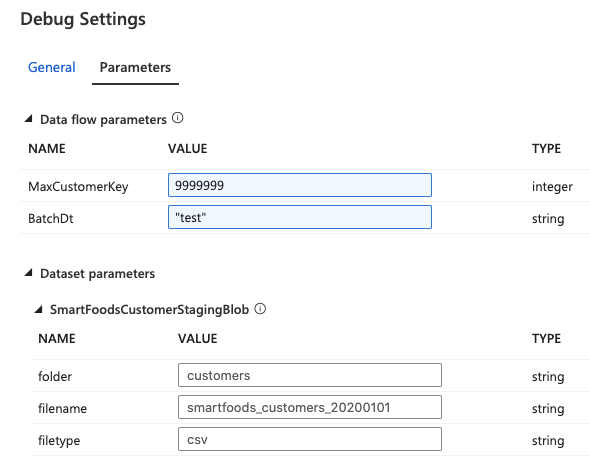 Debug Settings
General Parameters
Data flow parameters
NAME VALUE TYPE
MaxCustomerKey 9999999 integer
BatchDt "test" string
Dataset parameters
SmartFoodsCustomerStagingBlob
NAME VALUE TYPE
folder customers string
filename smartfoods_customers_20200101 string
filetype csv string